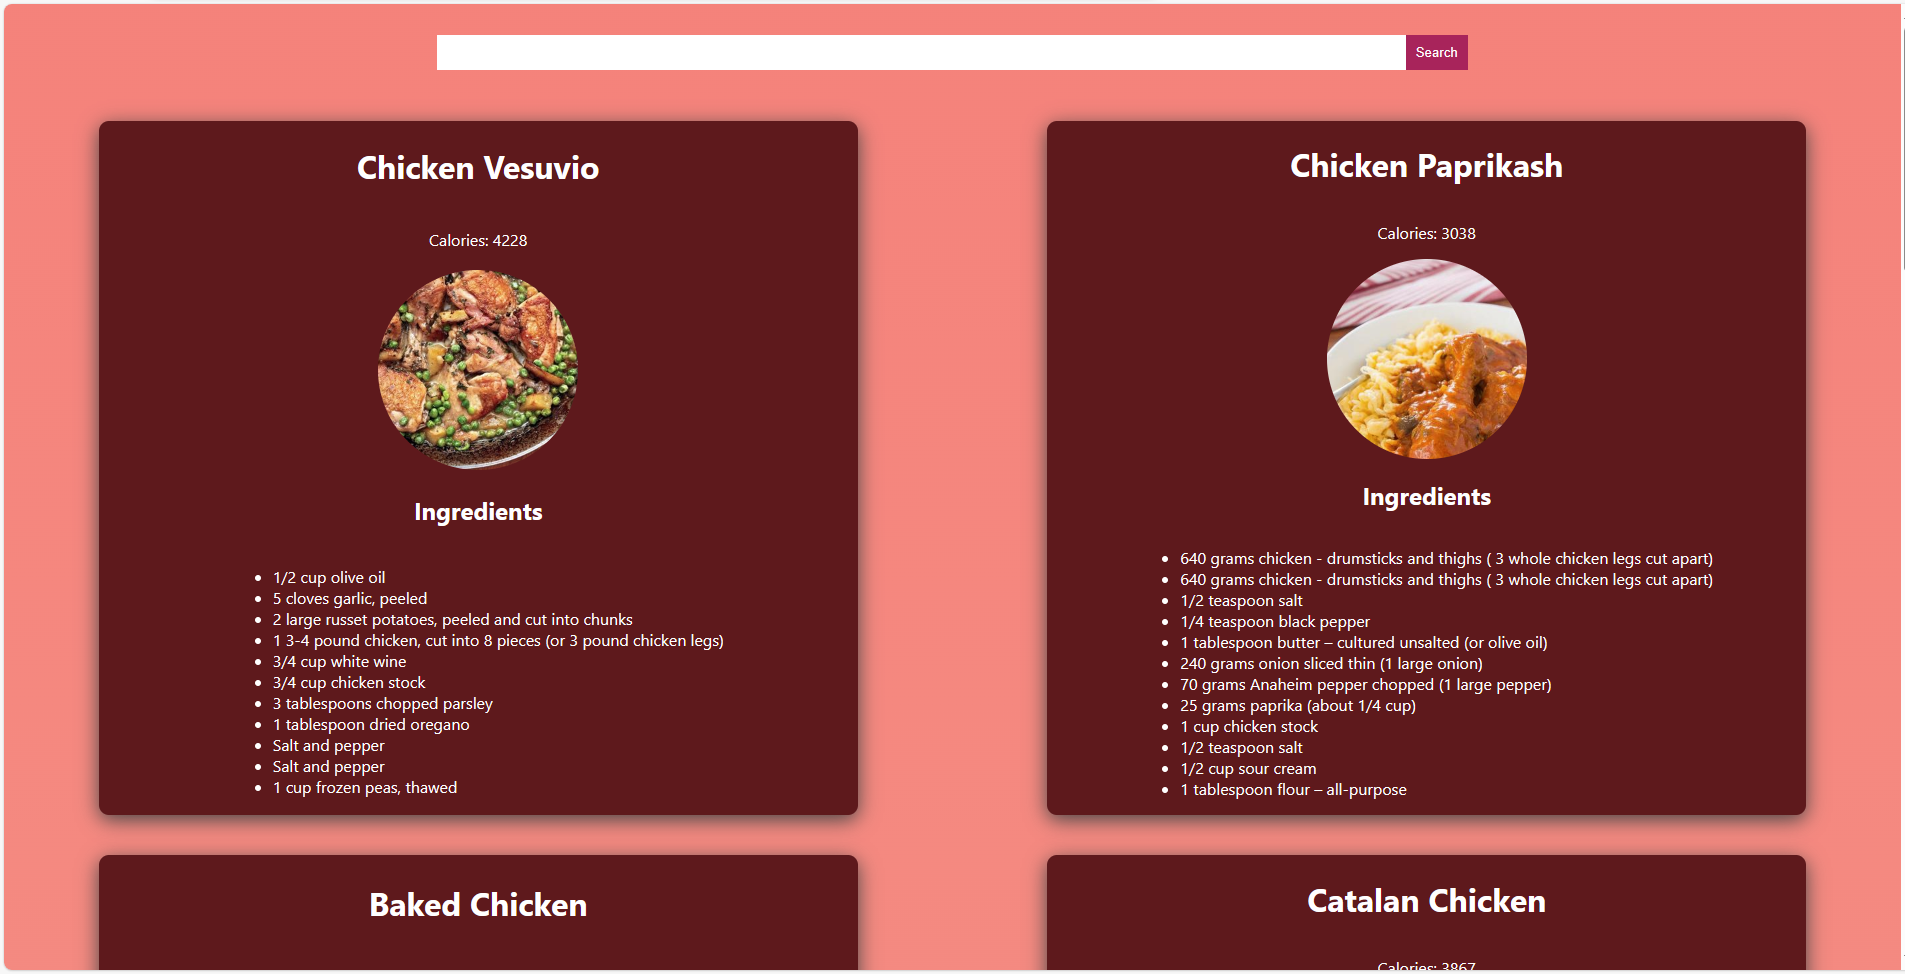 Search
Chicken Vesuvio
Calories: 4228
Ingredients
1/2 cup olive oil
5 cloves garlic, peeled
2 large russet potatoes, peeled and cut into chunks
1 3-4 pound chicken, cut into 8 pieces (or 3 pound chicken legs)
3/4 cup white wine
3/4 cup chicken stock
3 tablespoons chopped parsley
1 tablespoon dried oregano
Salt and pepper
Salt and pepper
1 cup frozen peas, thawed
Chicken Paprikash
Calories: 3038
Ingredients
640 grams chicken - drumsticks and thighs ( 3 whole chicken legs cut apart)
640 grams chicken - drumsticks and thighs ( 3 whole chicken legs cut apart)
1/2 teaspoon salt
1/4 teaspoon black pepper
1 tablespoon butter – cultured unsalted (or olive oil)
240 grams onion sliced thin (1 large onion)
70 grams Anaheim pepper chopped (1 large pepper)
25 grams paprika (about 1/4 cup)
1 cup chicken stock
1/2 teaspoon salt
1/2 cup sour cream
1 tablespoon flour – all-purpose
Baked Chicken
Catalan Chicken
Calories: 3867